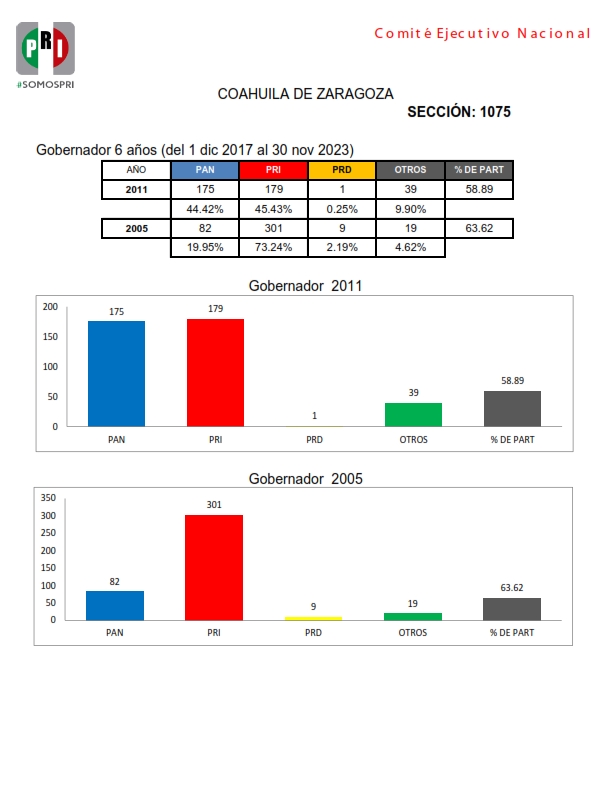 PRI
#SOMOSPRI
Comité Ejecutivo Nacional
COAHUILA DE ZARAGOZA
SECCIÓN: 1075
Gobernador 6 años (del 1 dic 2017 al 30 nov 2023)
AÑO PAN PRI PRD OTROS % DE PART
2011 175 179 1 39 58.89
44.42% 45.43% 0.25% 9.90%
2005 82 301 9 19 63.62
19.95% 73.24% 2.19% 4.62%
Gobernador 2011
200
150
100
50
0
175
179
1
39
58.89
PAN PRI PRD OTROS % DE PART
Gobernador 2005
350
300
250
200
150
100
50
0
82
301
9
19
63.62
PAN PRI PRD OTROS % DE PART